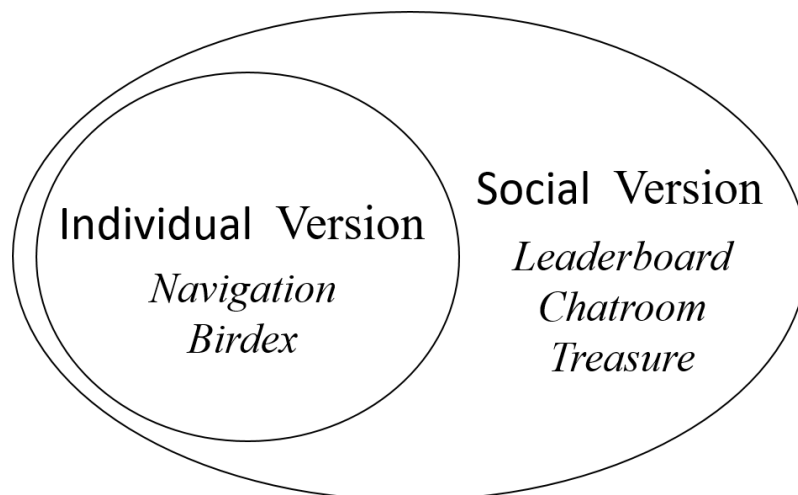 Individual Version
Navigation
Birdex
Social Version
Leaderboard
Chatroom
Treasure